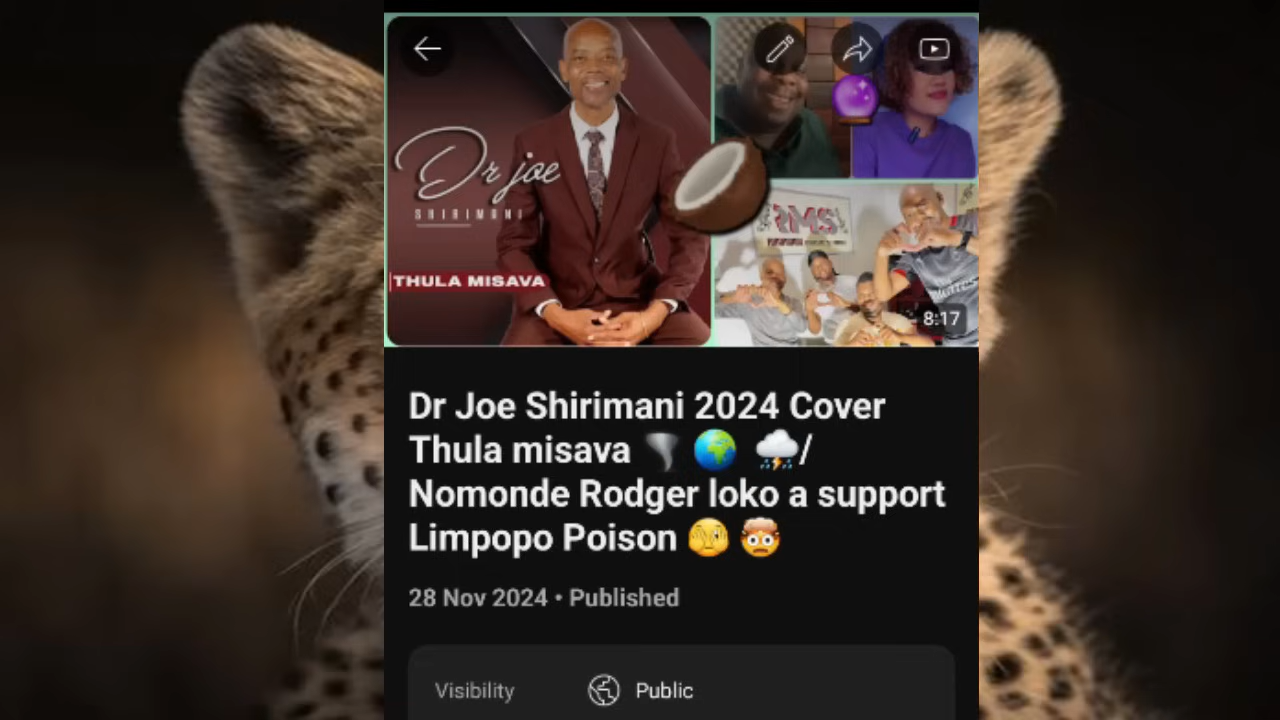 Dr joe
SHIRIMANI
THULA MISAVA
RMS
8:17
Dr Joe Shirimani 2024 Cover
Thula misava 🌪️ 🌍 ⛈️/
Nomonde Rodger loko a support
Limpopo Poison 🫣 🤯
28 Nov 2024 • Published
Visibility Public